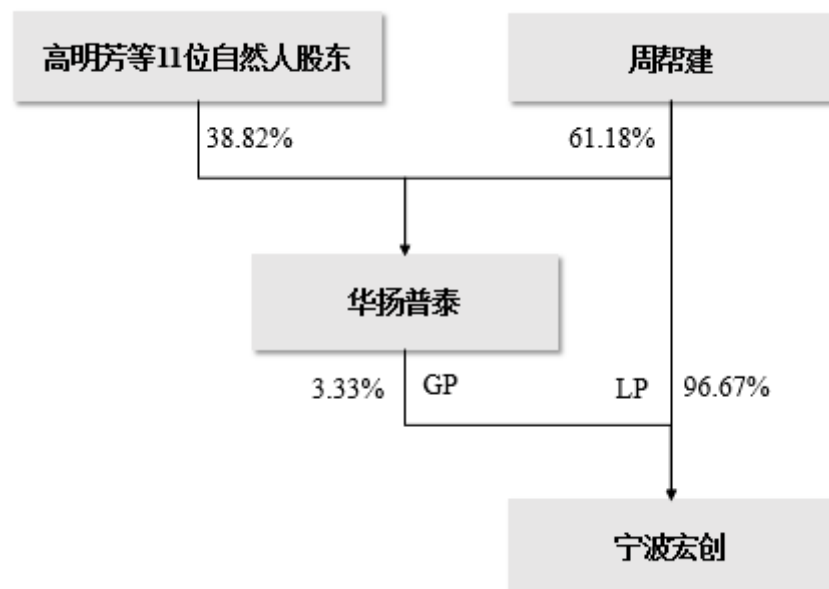 高明芳等11位自然人股东
周帮建
38.82%
61.18%
华扬普泰
3.33%
GP
LP
96.67%
宁波宏创